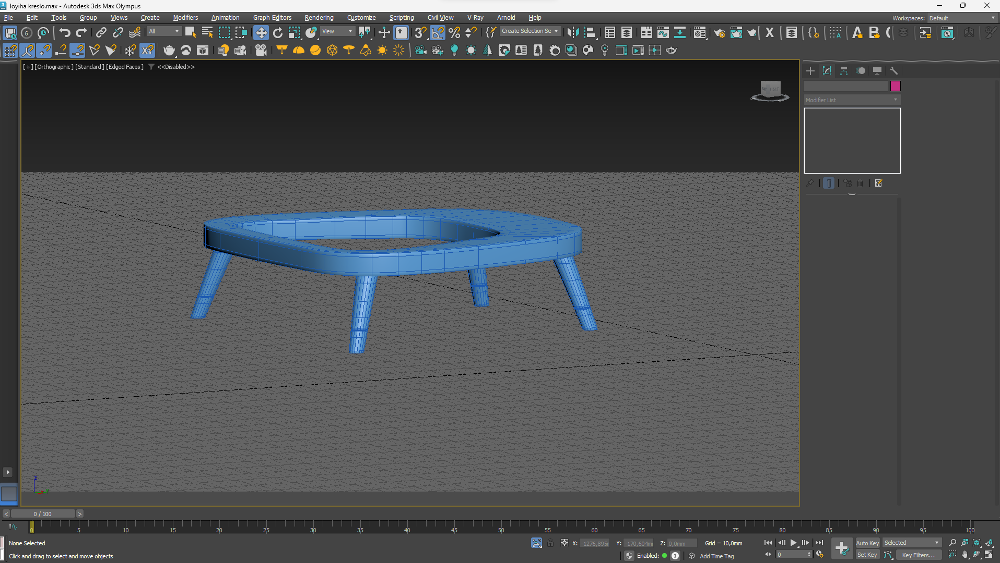 loyiha kreslo.max - Autodesk 3ds Max Olympus
File Edit Tools Group Views Create Modifiers Animation Graph Editors Rendering Customize Scripting Civil View V-Ray Arnold Help
Workspaces: Default
All
View
Create Selection Se
[+] [Orthographic] [Standard] [Edged Faces] <<Disabled>>
Modifier List
< 0 / 100 >
0 5 10 15 20 25 30 35 40 45 50 55 60 65 70 75 80 85 90 95 100
None Selected
X: -1276,895m Y: -170,604mm Z: 0,0mm Grid = 10,0mm
Auto Key Selected
Click and drag to select and move objects
Enabled: 1 Add Time Tag
0
Set Key Key Filters...